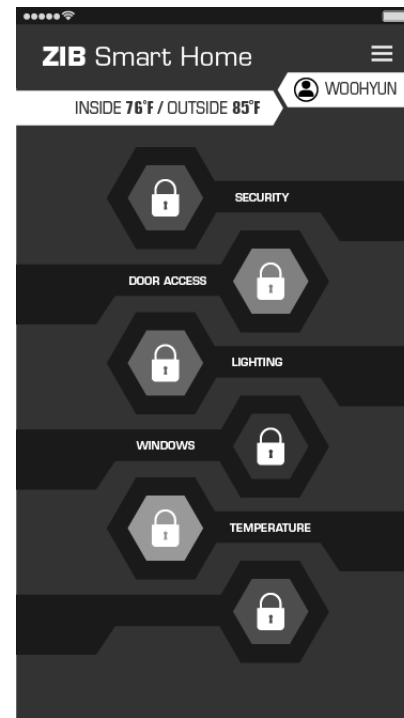 ZIB Smart Home
WOOHYUN
INSIDE 76°F / OUTSIDE 85°F
SECURITY
DOOR ACCESS
LIGHTING
WINDOWS
TEMPERATURE